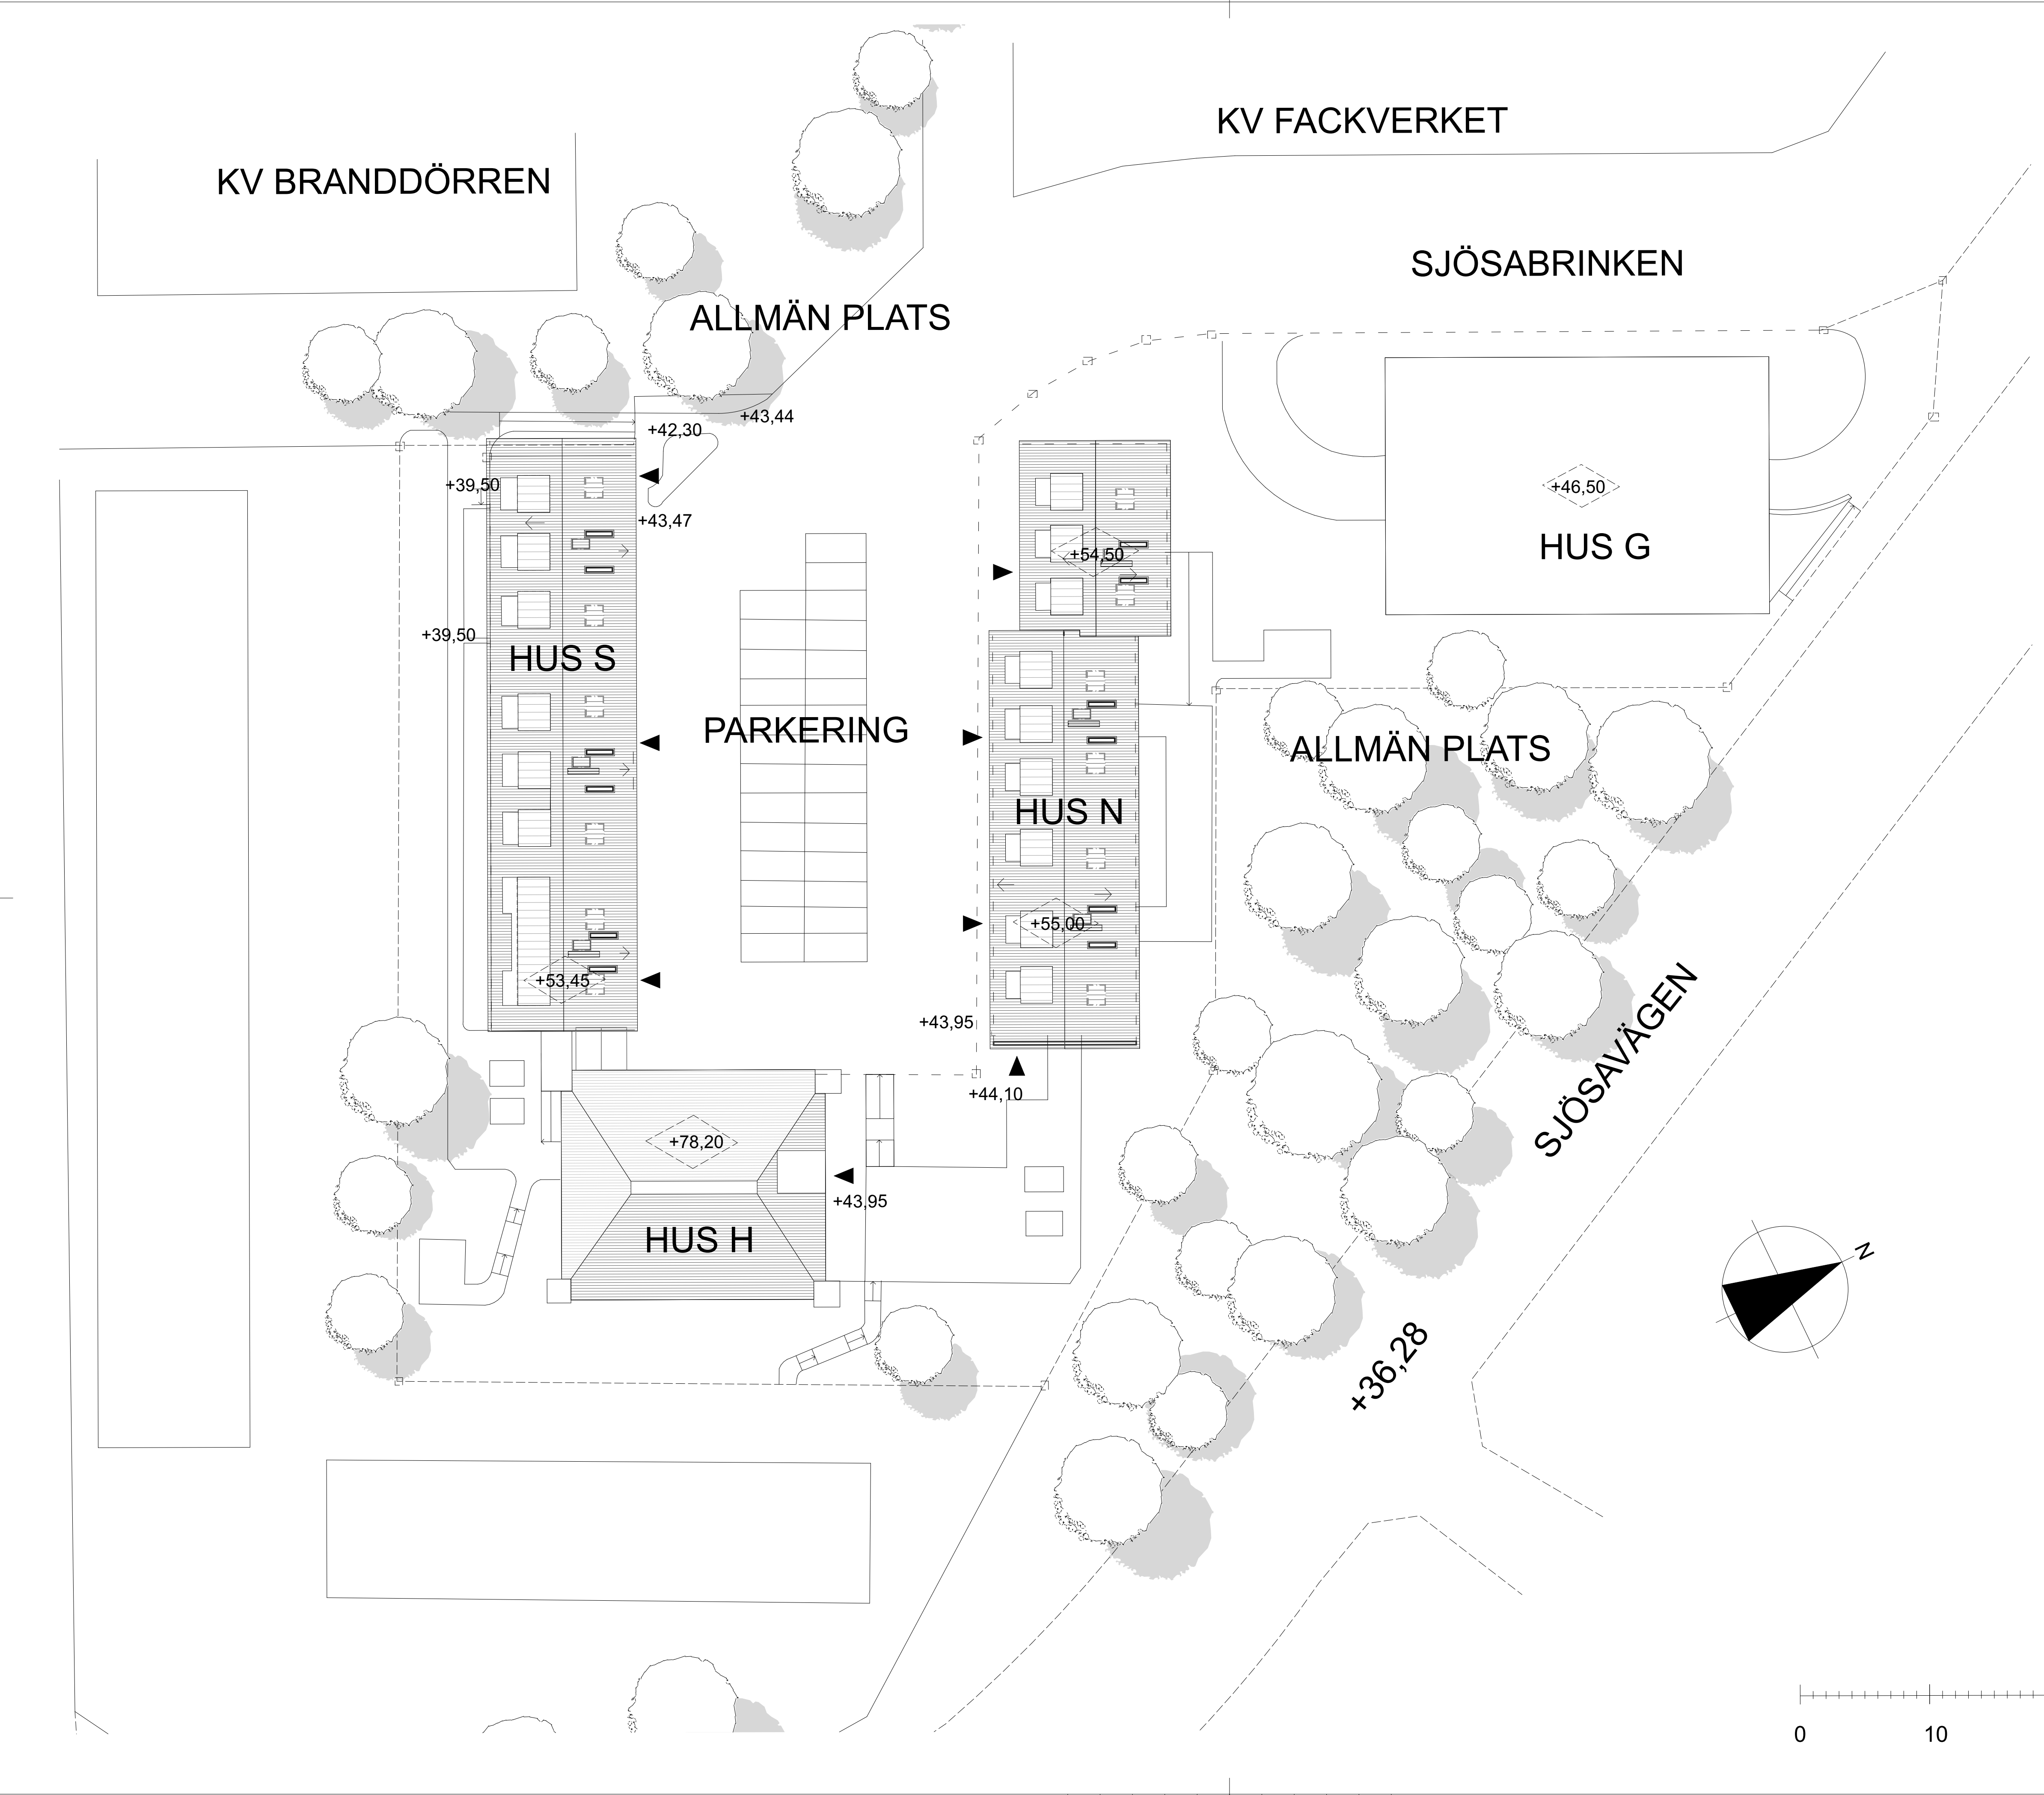 KV FACKVERKET
KV BRANDDÖRREN
SJÖSABRINKEN
ALLMÄN PLATS
+43,44
+42,30
+39,50
+46,50
+43,47
HUS G
+54,50
+39,50
HUS S
PARKERING
ALLMÄN PLATS
HUS N
+55,00
+53,45
+43,95
SJÖSAVÄGEN
+44,10
+78,20
+43,95
HUS H
N
+36,28
0 10